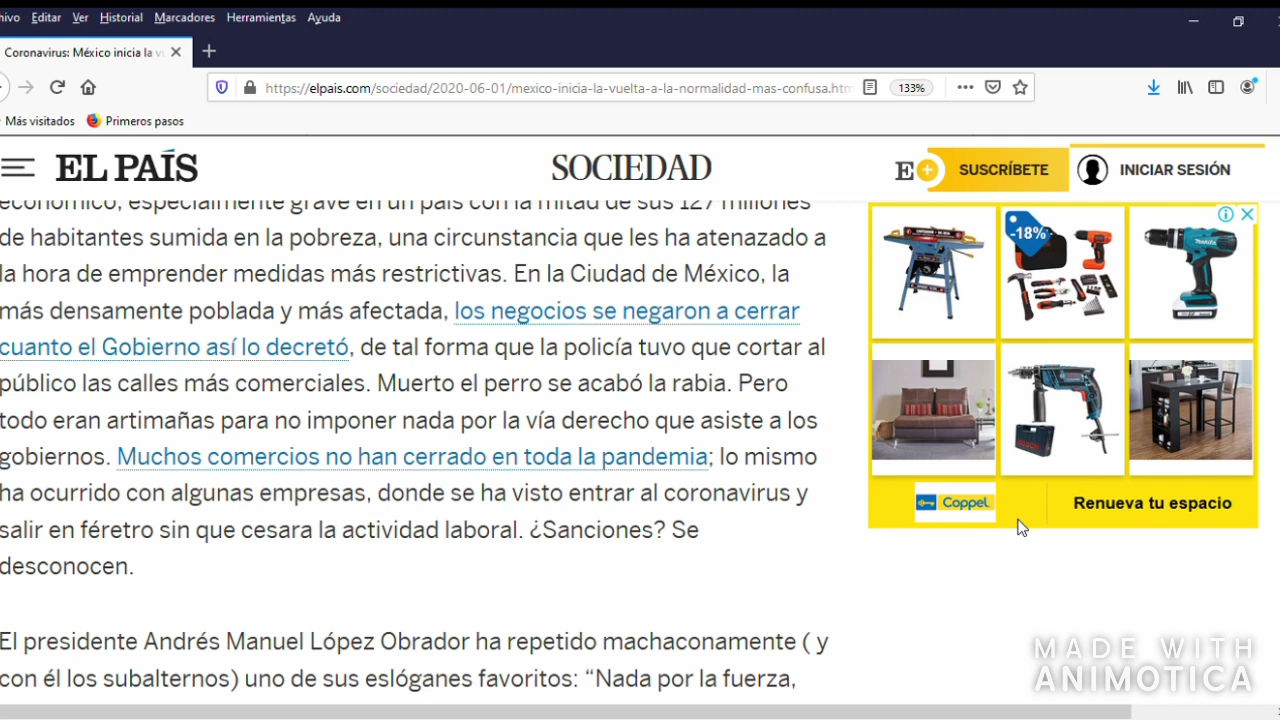 Editar Ver Historial Marcadores Herramientas Ayuda
Coronavirus: México inicia la
https://elpais.com/sociedad/2020-06-01/mexico-inicia-la-vuelta-a-la-normalidad-mas-confusa.htm
133%
Más visitados Primeros pasos
EL PAÍS
SOCIEDAD
E+ SUSCRÍBETE
INICIAR SESIÓN
económico, especialmente grave en un país con la mitad de sus 127 millones
de habitantes sumida en la pobreza, una circunstancia que les ha atenazado a
la hora de emprender medidas más restrictivas. En la Ciudad de México, la
más densamente poblada y más afectada, los negocios se negaron a cerrar
cuanto el Gobierno así lo decretó, de tal forma que la policía tuvo que cortar al
público las calles más comerciales. Muerto el perro se acabó la rabia. Pero
todo eran artimañas para no imponer nada por la vía derecho que asiste a los
gobiernos. Muchos comercios no han cerrado en toda la pandemia; lo mismo
ha ocurrido con algunas empresas, donde se ha visto entrar al coronavirus y
salir en féretro sin que cesara la actividad laboral. ¿Sanciones? Se
desconocen.
El presidente Andrés Manuel López Obrador ha repetido machaconamente ( y
con él los subalternos) uno de sus eslóganes favoritos: “Nada por la fuerza,
-18%
Coppel
Renueva tu espacio
MADE WITH
ANIMOTICA